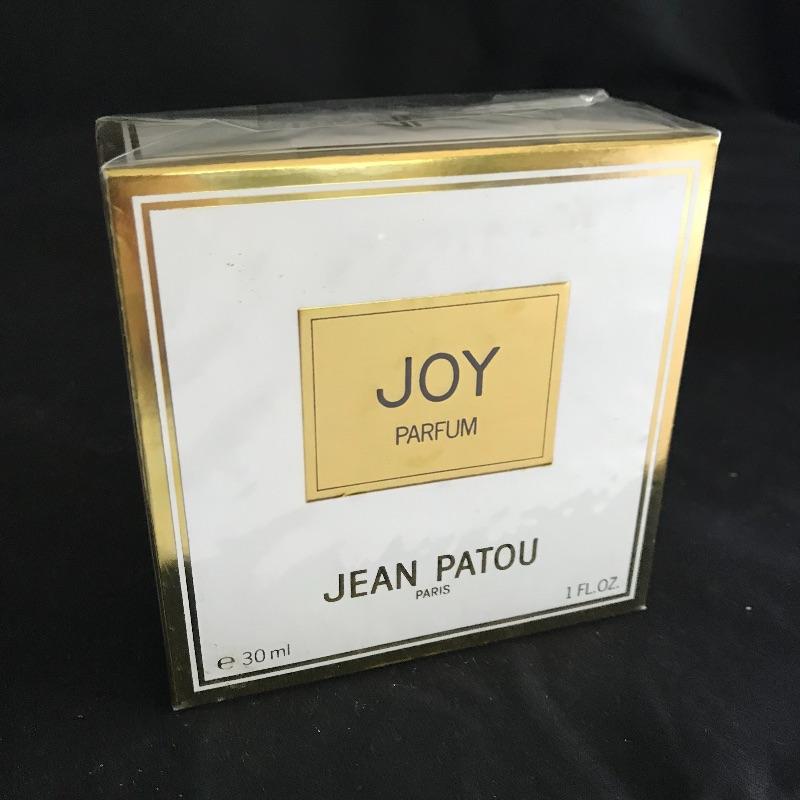 JOY
PARFUM
JEAN PATOU
PARIS
℮ 30 ml
1 FL.OZ.